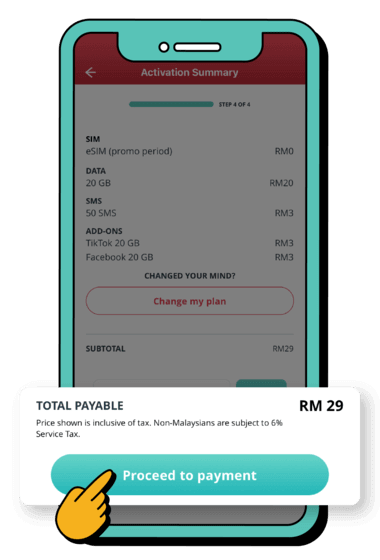 Activation Summary
STEP 4 OF 4
SIM
eSIM (promo period) RM0
DATA
20 GB RM20
SMS
50 SMS RM3
ADD-ONS
TikTok 20 GB RM3
Facebook 20 GB RM3
CHANGED YOUR MIND?
Change my plan
SUBTOTAL RM29
TOTAL PAYABLE RM 29
Price shown is inclusive of tax. Non-Malaysians are subject to 6%
Service Tax.
Proceed to payment